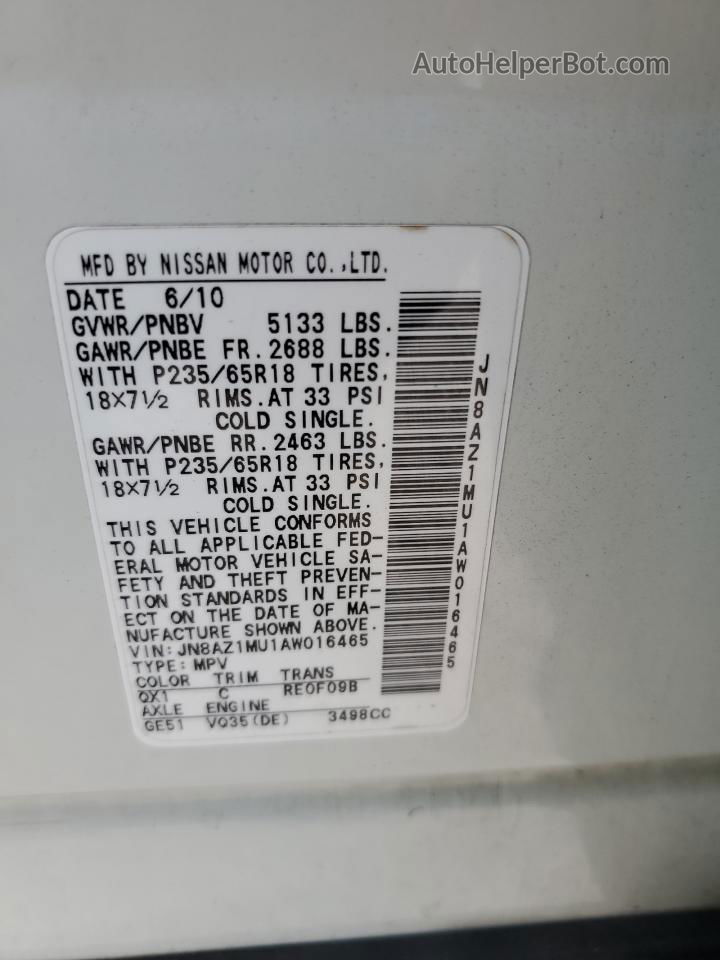 AutoHelperBot.com
MFD BY NISSAN MOTOR CO.,LTD.
DATE 6/10
GVWR/PNBV 5133 LBS.
GAWR/PNBE FR. 2688 LBS.
WITH P235/65R18 TIRES,
18X7½ RIMS. AT 33 PSI
COLD SINGLE.
GAWR/PNBE RR. 2463 LBS.
WITH P235/65R18 TIRES,
18X7½ RIMS. AT 33 PSI
COLD SINGLE.
THIS VEHICLE CONFORMS
TO ALL APPLICABLE FED-
ERAL MOTOR VEHICLE SA-
FETY AND THEFT PREVEN-
TION STANDARDS IN EFF-
ECT ON THE DATE OF MA-
NUFACTURE SHOWN ABOVE.
VIN: JN8AZ1MU1AW016465
TYPE: MPV
COLOR TRIM TRANS
QX1 C RE0F09B
AXLE ENGINE
GE51 VQ35(DE) 3498CC
JN8AZ1MU1AW016465